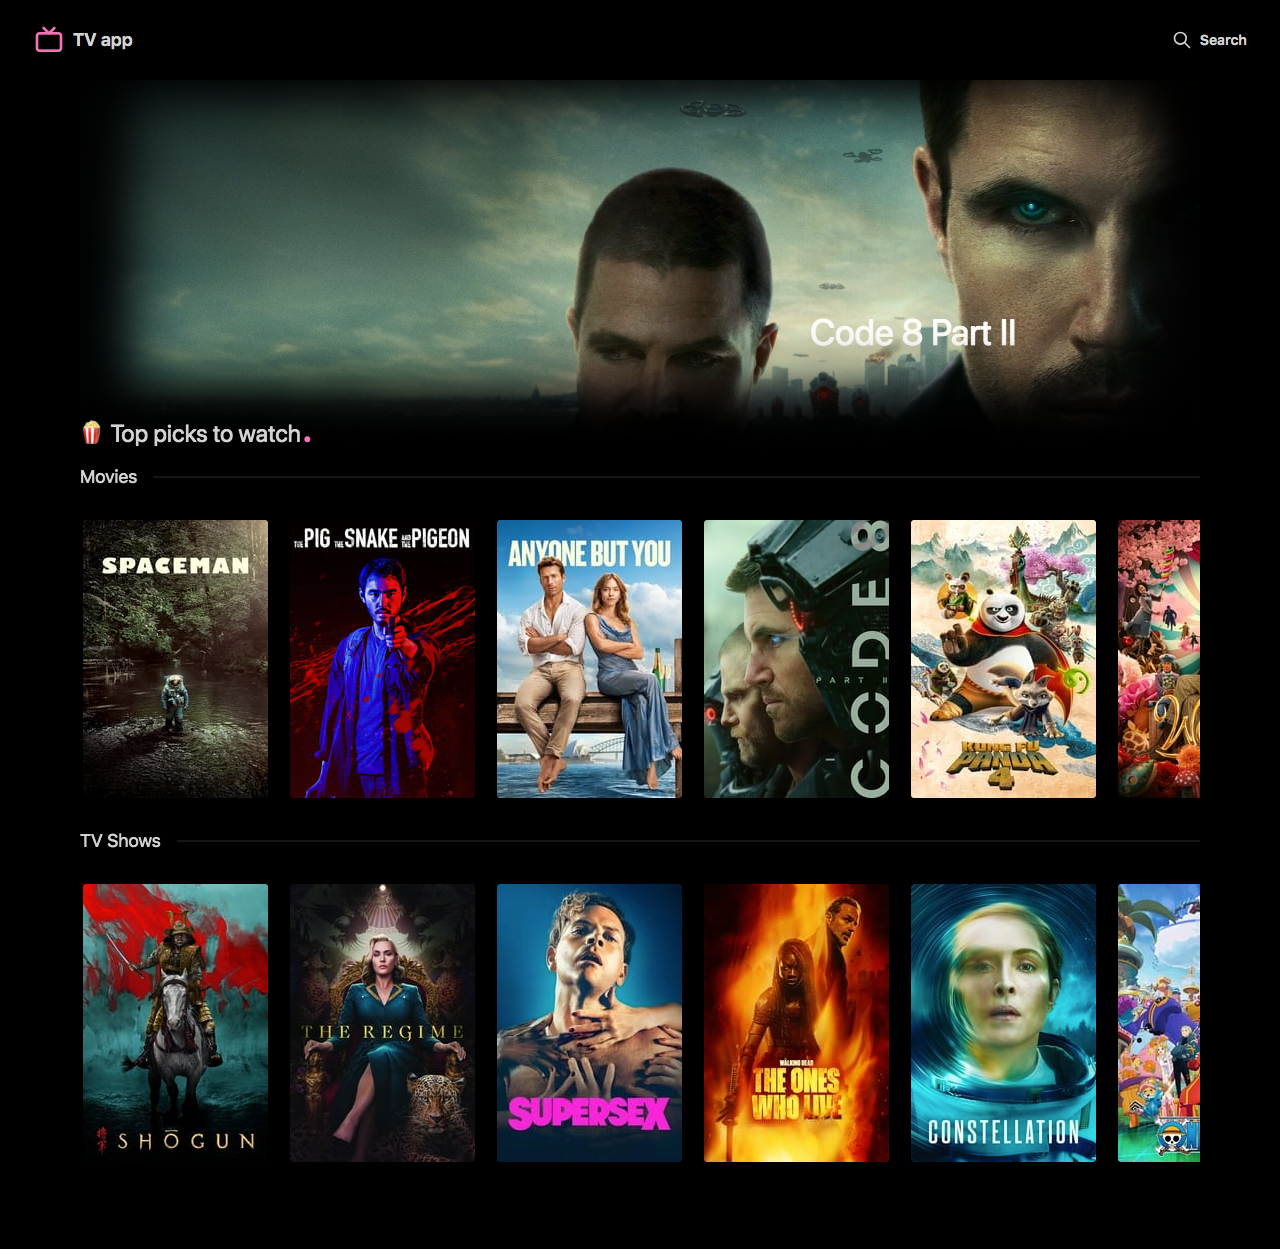 TV app
Search
Code 8 Part II
Top picks to watch.
Movies
SPACEMAN
THE PIG THE SNAKE AND THE PIGEON
ANYONE BUT YOU
CODE 8
PART II
KUNG FU
PANDA
4
TV Shows
将軍
SHŌGUN
THE REGIME
SUPERSEX
THE WALKING DEAD
THE ONES
WHO LIVE
CONSTELLATION